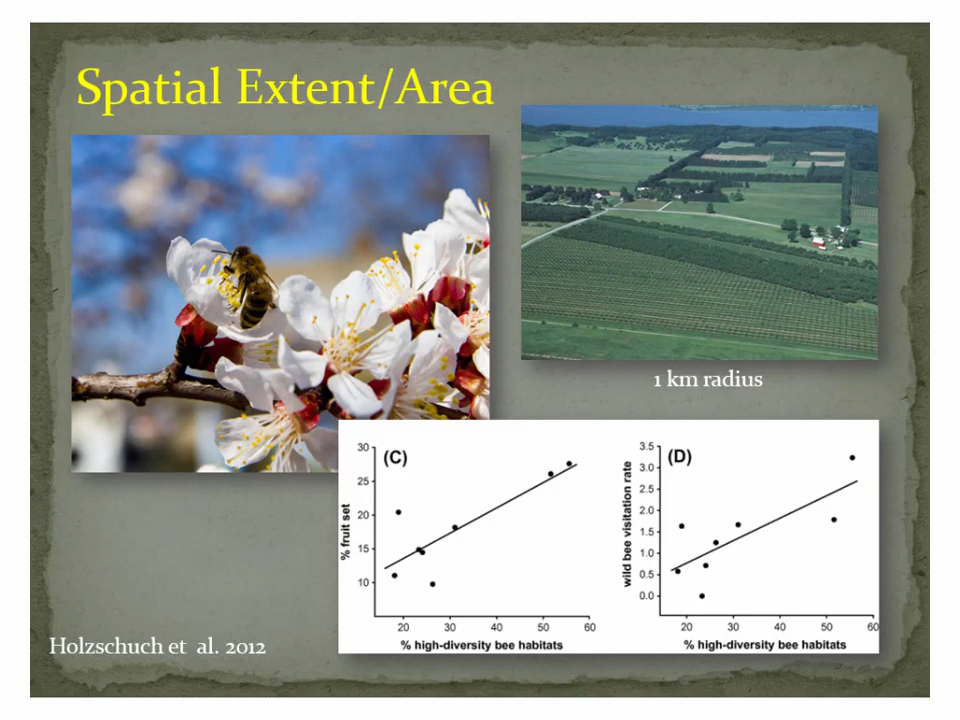 Spatial Extent/Area
1 km radius
(C)
30
25
20
15
10
% fruit set
20 30 40 50 60
% high-diversity bee habitats
(D)
3.5
3.0
2.5
2.0
1.5
1.0
0.5
0.0
wild bee visitation rate
20 30 40 50 60
% high-diversity bee habitats
Holzschuch et al. 2012